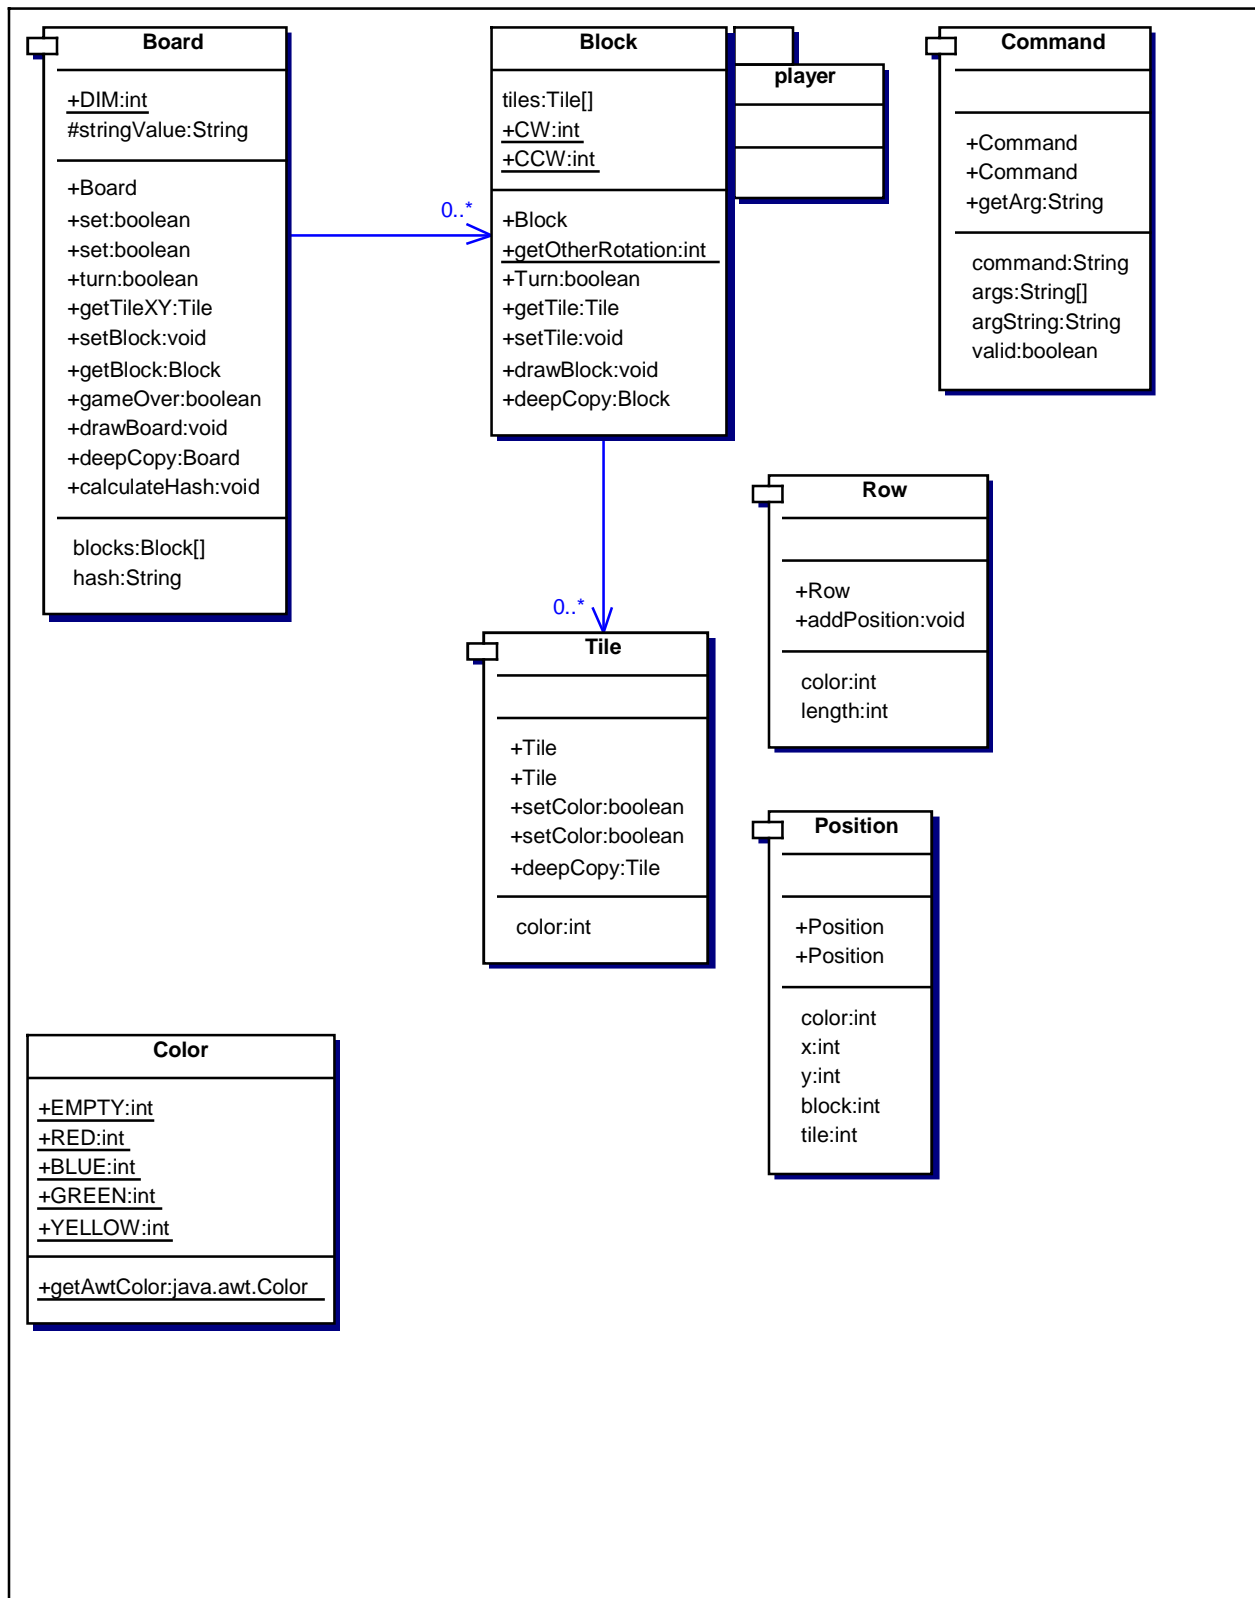 Board
+DIM:int
#stringValue:String
+Board
+set:boolean
+set:boolean
+turn:boolean
+getTileXY:Tile
+setBlock:void
+getBlock:Block
+gameOver:boolean
+drawBoard:void
+deepCopy:Board
+calculateHash:void
blocks:Block[]
hash:String
0..*
Block
tiles:Tile[]
+CW:int
+CCW:int
+Block
+getOtherRotation:int
+Turn:boolean
+getTile:Tile
+setTile:void
+drawBlock:void
+deepCopy:Block
player
Command
+Command
+Command
+getArg:String
command:String
args:String[]
argString:String
valid:boolean
0..*
Tile
+Tile
+Tile
+setColor:boolean
+setColor:boolean
+deepCopy:Tile
color:int
Row
+Row
+addPosition:void
color:int
length:int
Position
+Position
+Position
color:int
x:int
y:int
block:int
tile:int
Color
+EMPTY:int
+RED:int
+BLUE:int
+GREEN:int
+YELLOW:int
+getAwtColor:java.awt.Color